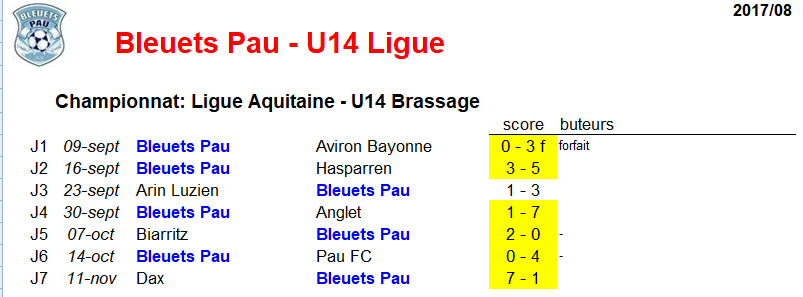 2017/08
BLEUETS
PAU
Bleuets Pau - U14 Ligue
Championnat: Ligue Aquitaine - U14 Brassage
score buteurs
J1 09-sept Bleuets Pau Aviron Bayonne 0 - 3 f forfait
J2 16-sept Bleuets Pau Hasparren 3 - 5
J3 23-sept Arin Luzien Bleuets Pau 1 - 3
J4 30-sept Bleuets Pau Anglet 1 - 7
J5 07-oct Biarritz Bleuets Pau 2 - 0 -
J6 14-oct Bleuets Pau Pau FC 0 - 4 -
J7 11-nov Dax Bleuets Pau 7 - 1